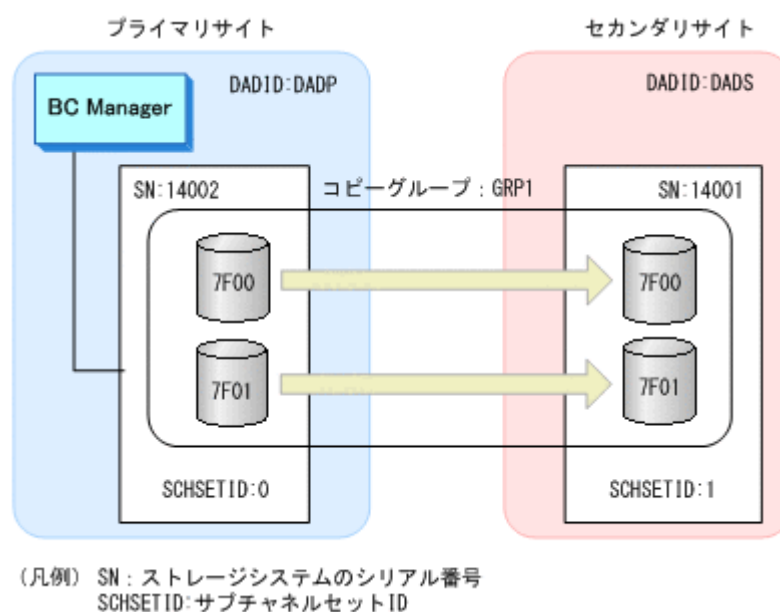 プライマリサイト
セカンダリサイト
DADID:DADP
DADID:DADS
BC Manager
SN:14002
コピーグループ：GRP1
SN:14001
7F00
7F00
7F01
7F01
SCHSETID:0
SCHSETID:1
(凡例) SN：ストレージシステムのシリアル番号
SCHSETID:サブチャネルセットID